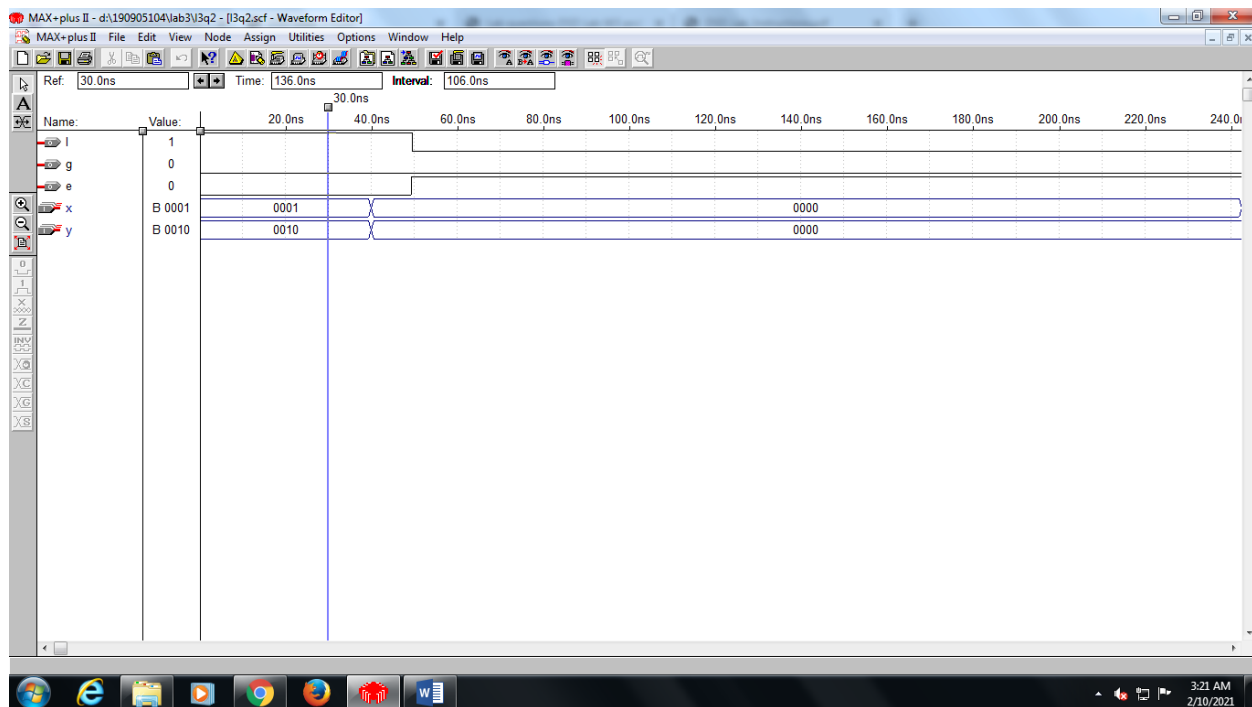 MAX+plus II - d:\190905104\lab3\l3q2 - [l3q2.scf - Waveform Editor]
MAX+plus II File Edit View Node Assign Utilities Options Window Help
Ref: 30.0ns Time: 136.0ns Interval: 106.0ns
30.0ns
Name: Value: 20.0ns 40.0ns 60.0ns 80.0ns 100.0ns 120.0ns 140.0ns 160.0ns 180.0ns 200.0ns 220.0ns 240.0
l 1
g 0
e 0
x B 0001 0001 0000
y B 0010 0010 0000
3:21 AM
2/10/2021